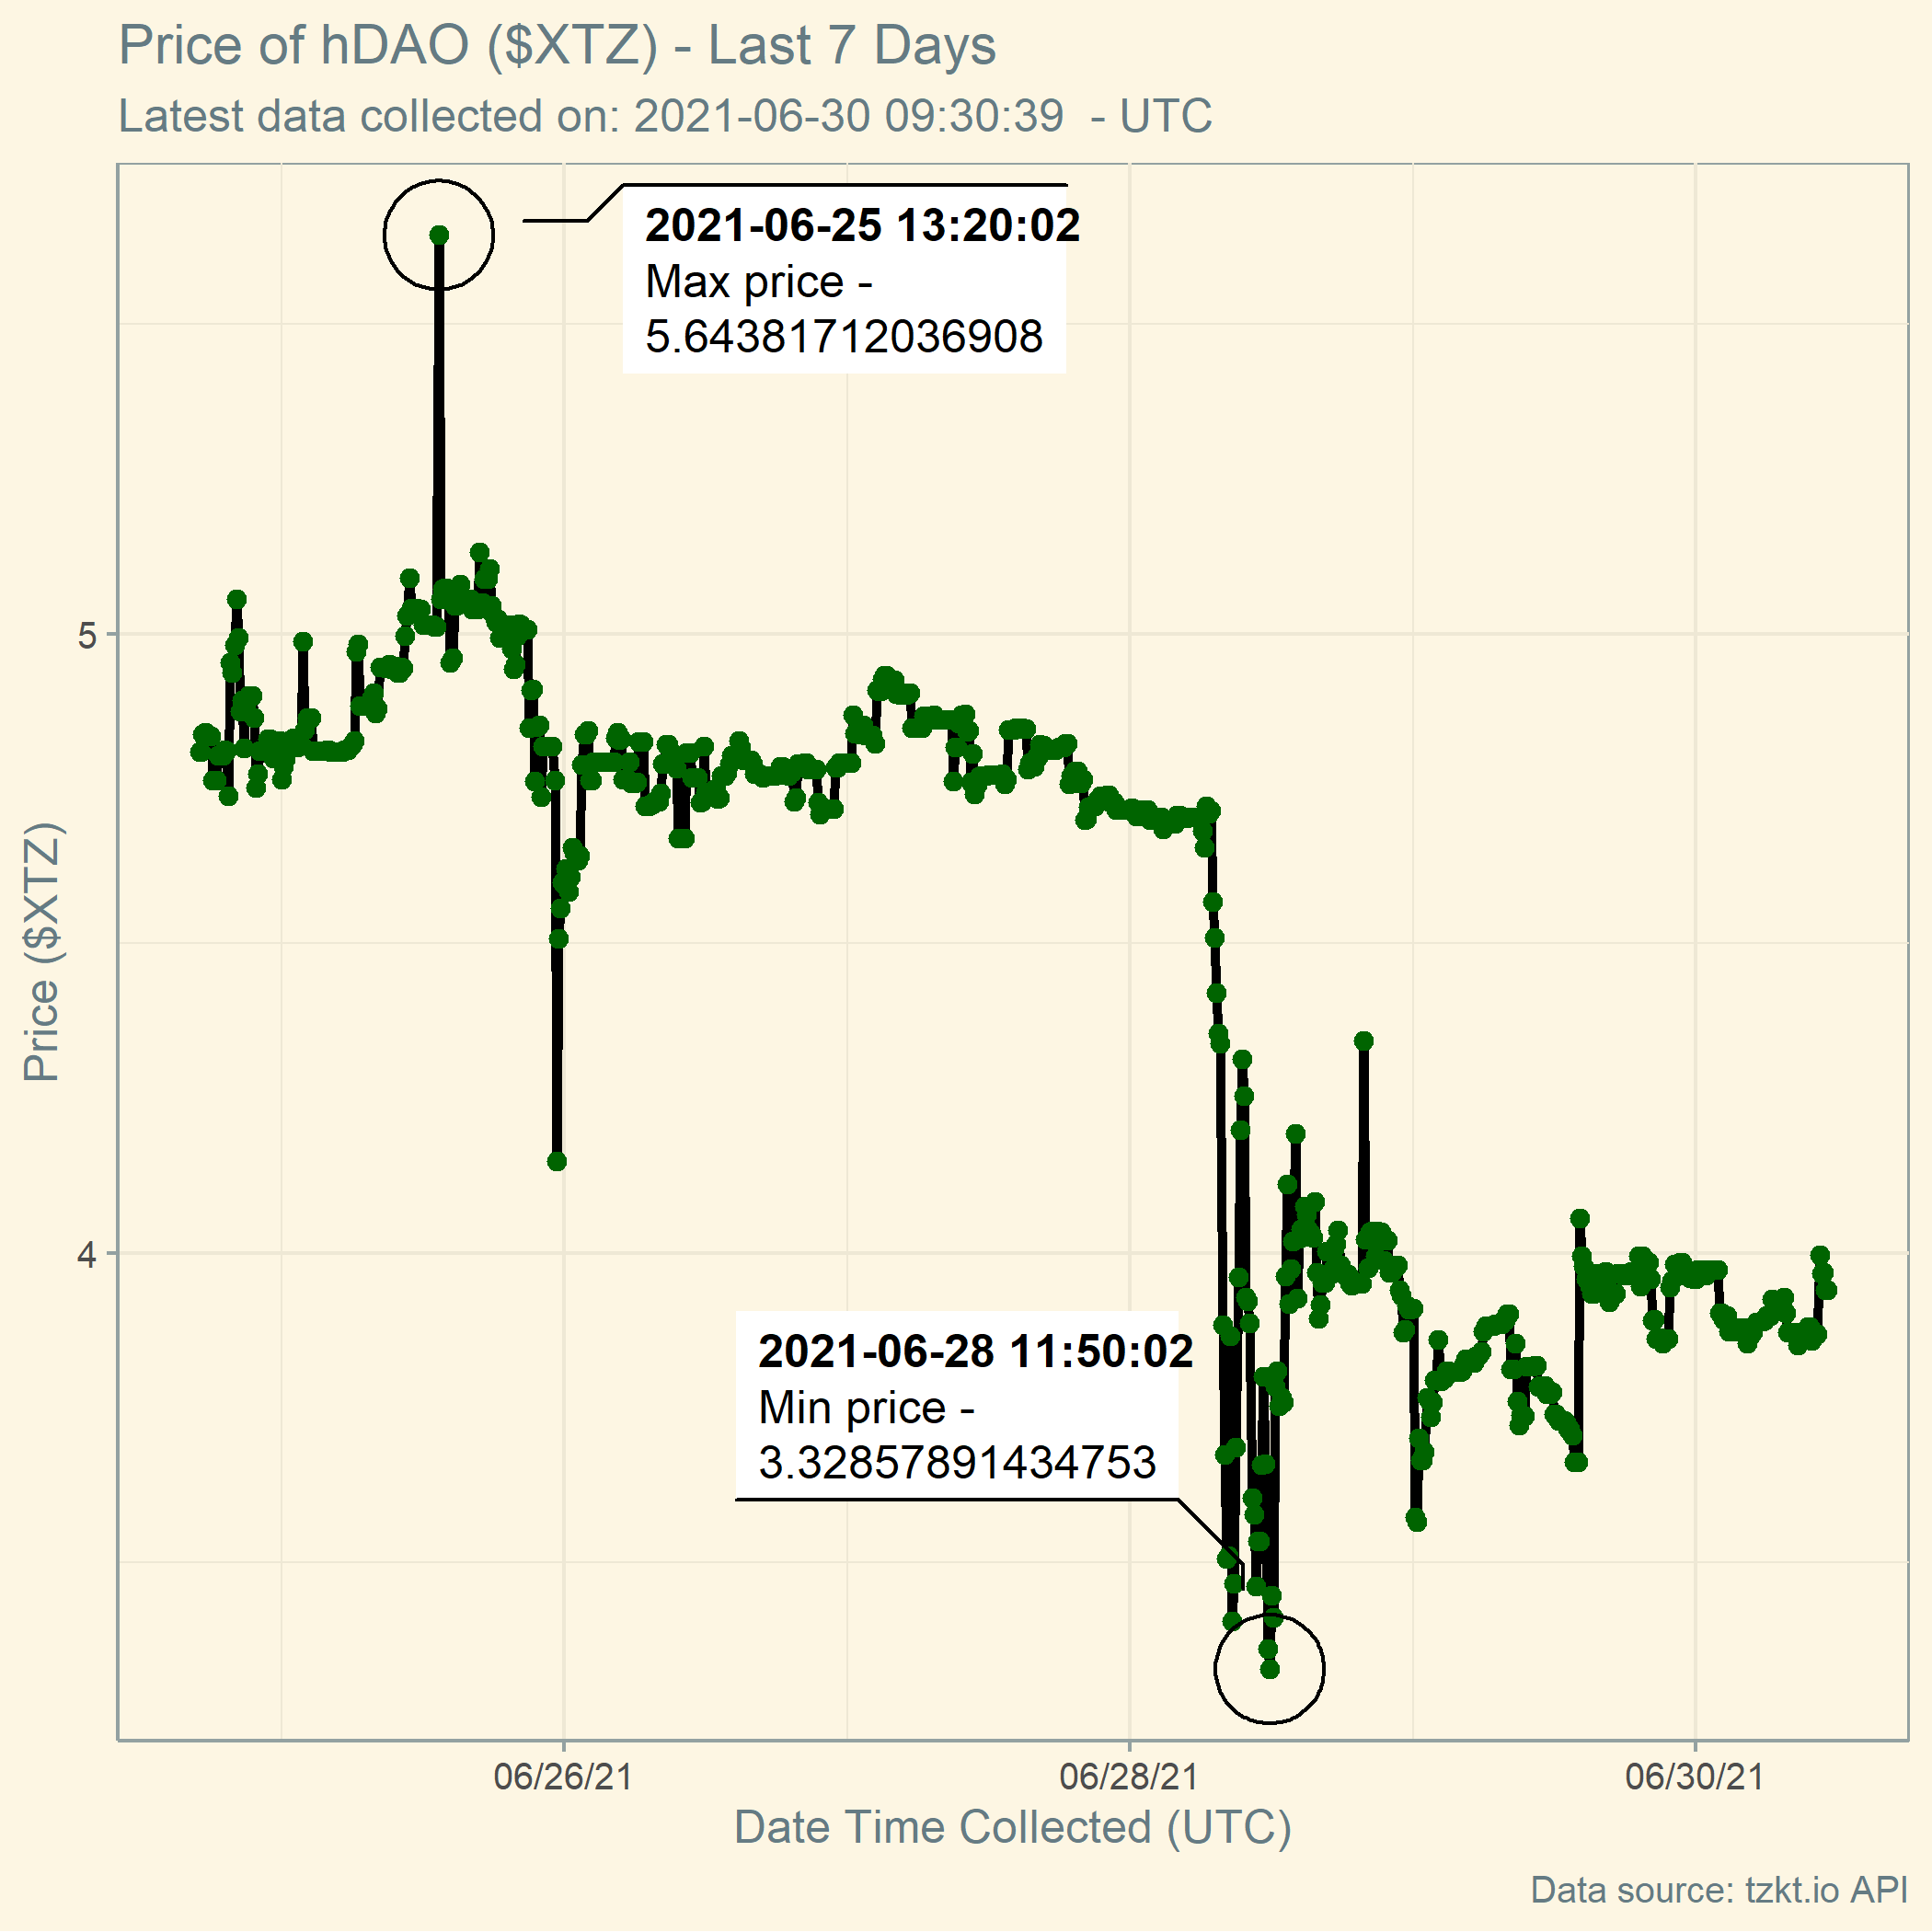 Price of hDAO ($XTZ) - Last 7 Days
Latest data collected on: 2021-06-30 09:30:39  - UTC
2021-06-25 13:20:02
Max price -
5.64381712036908
5
Price ($XTZ)
4
2021-06-28 11:50:02
Min price -
3.32857891434753
06/26/21
06/28/21
06/30/21
Date Time Collected (UTC)
Data source: tzkt.io API